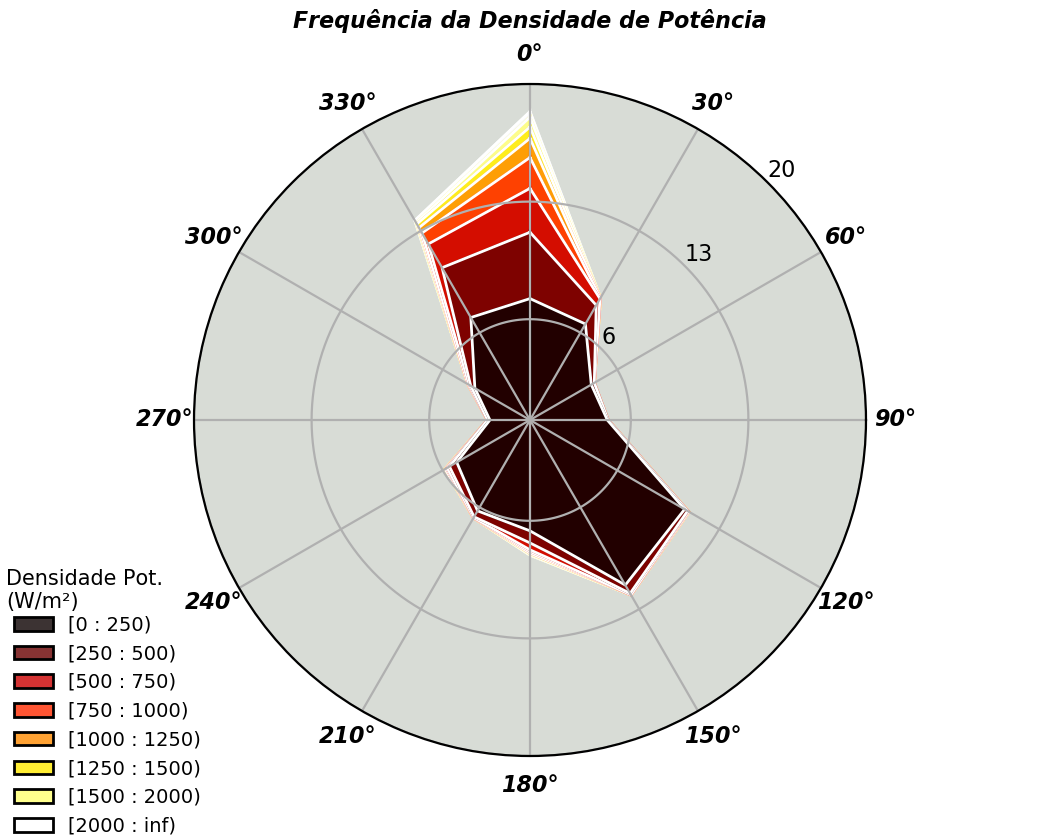 Frequência da Densidade de Potência
0°
330°
30°
20
300°
60°
13
6
270°
90°
240°
120°
210°
150°
180°
Densidade Pot.
(W/m²)
[0 : 250)
[250 : 500)
[500 : 750)
[750 : 1000)
[1000 : 1250)
[1250 : 1500)
[1500 : 2000)
[2000 : inf)